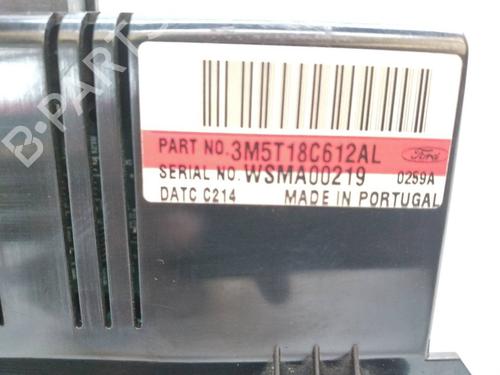 B-PARTS
PART NO. 3M5T18C612AL Ford
SERIAL NO. WSMA00219 0259A
DATC C214 MADE IN PORTUGAL